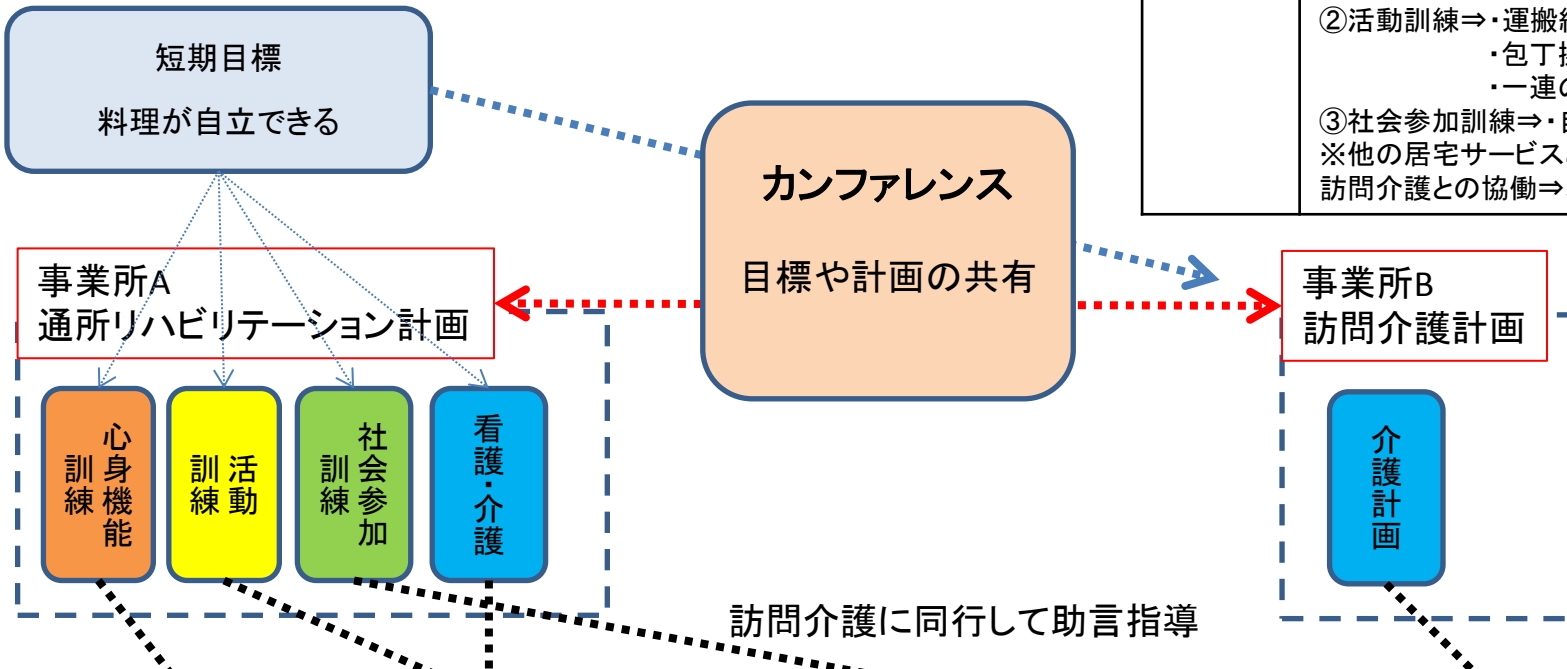 短期目標
料理が自立できる
カンファレンス
目標や計画の共有
②活動訓練⇒・運搬
・包丁
・一連の
③社会参加訓練⇒・
※他の居宅サービス
訪問介護との協働⇒
事業所A
通所リハビリテーション計画
事業所B
訪問介護計画
心身機能
訓練
活動
訓練
社会参加
訓練
看護・介護
介護計画
訪問介護に同行して助言指導